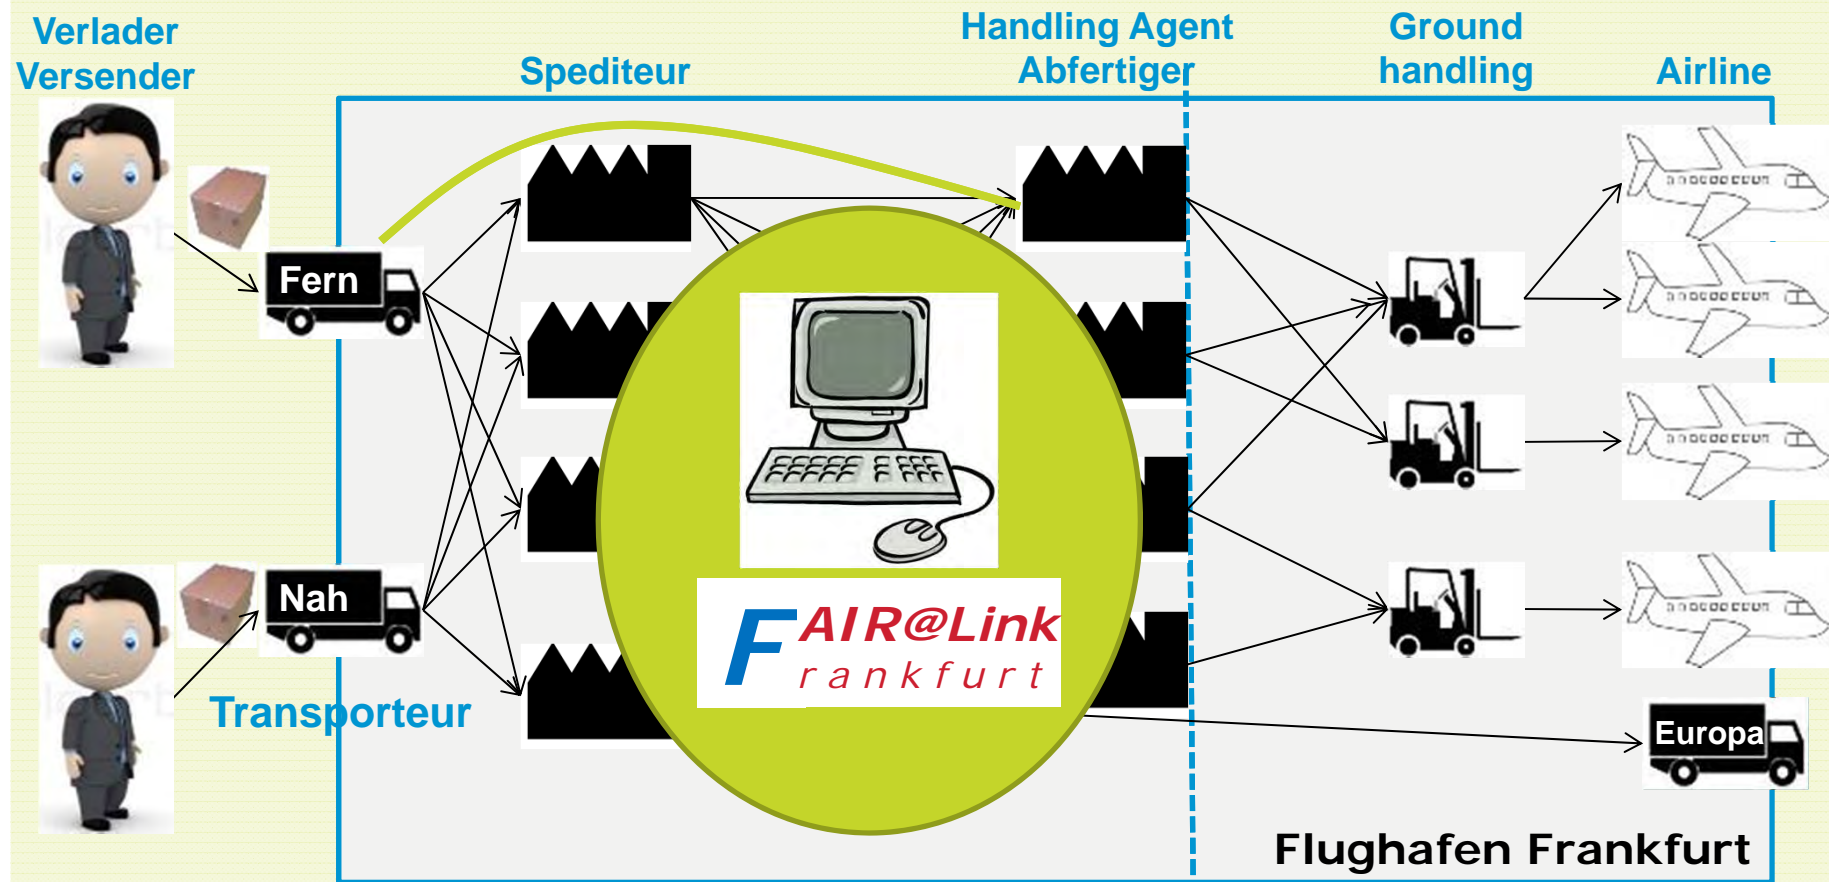 Verlader
Versender
Spediteur
Handling Agent
Abfertiger
Ground
handling
Airline
Fern
Nah
Transporteur
FAIR@Link
rankfurt
Europa
Flughafen Frankfurt